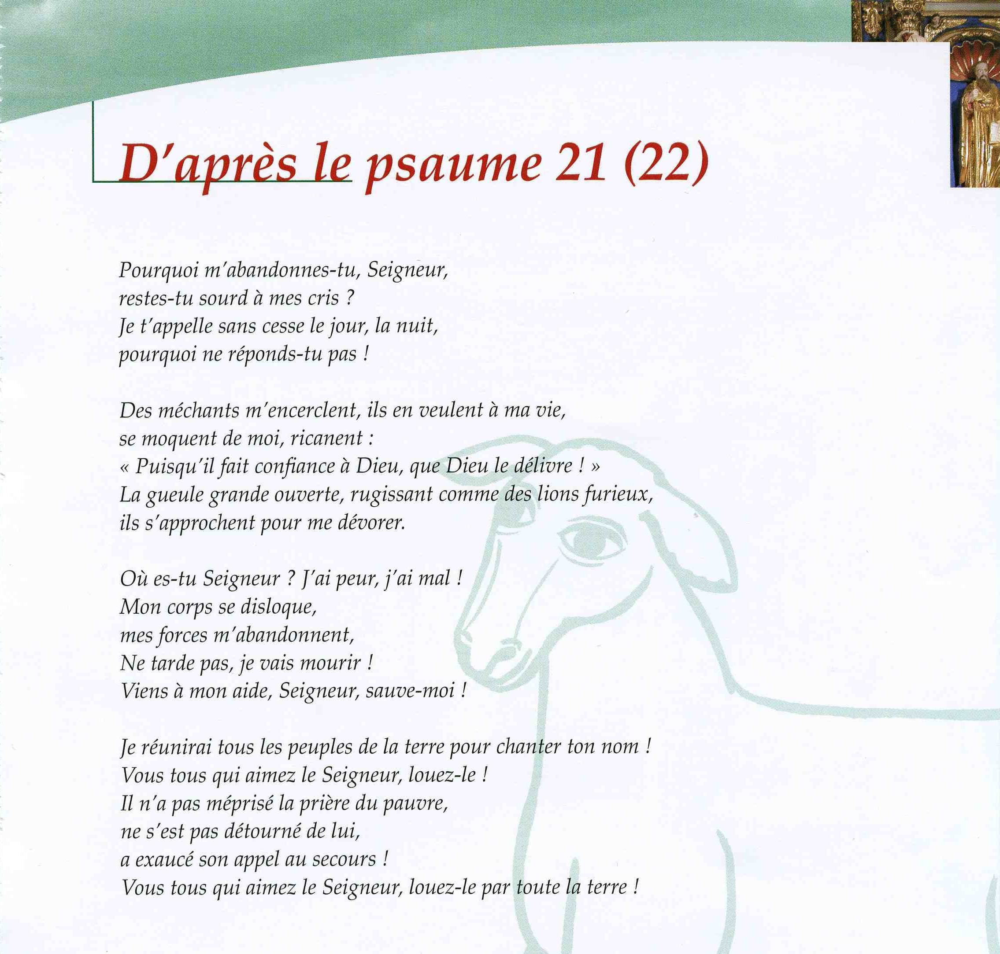 D'après le psaume 21 (22)
Pourquoi m'abandonnes-tu, Seigneur,
restes-tu sourd à mes cris ?
Je t'appelle sans cesse le jour, la nuit,
pourquoi ne réponds-tu pas !
Des méchants m'encerclent, ils en veulent à ma vie,
se moquent de moi, ricanent :
« Puisqu'il fait confiance à Dieu, que Dieu le délivre ! »
La gueule grande ouverte, rugissant comme des lions furieux,
ils s'approchent pour me dévorer.
Où es-tu Seigneur ? J'ai peur, j'ai mal !
Mon corps se disloque,
mes forces m'abandonnent,
Ne tarde pas, je vais mourir !
Viens à mon aide, Seigneur, sauve-moi !
Je réunirai tous les peuples de la terre pour chanter ton nom !
Vous tous qui aimez le Seigneur, louez-le !
Il n'a pas méprisé la prière du pauvre,
ne s'est pas détourné de lui,
a exaucé son appel au secours !
Vous tous qui aimez le Seigneur, louez-le par toute la terre !